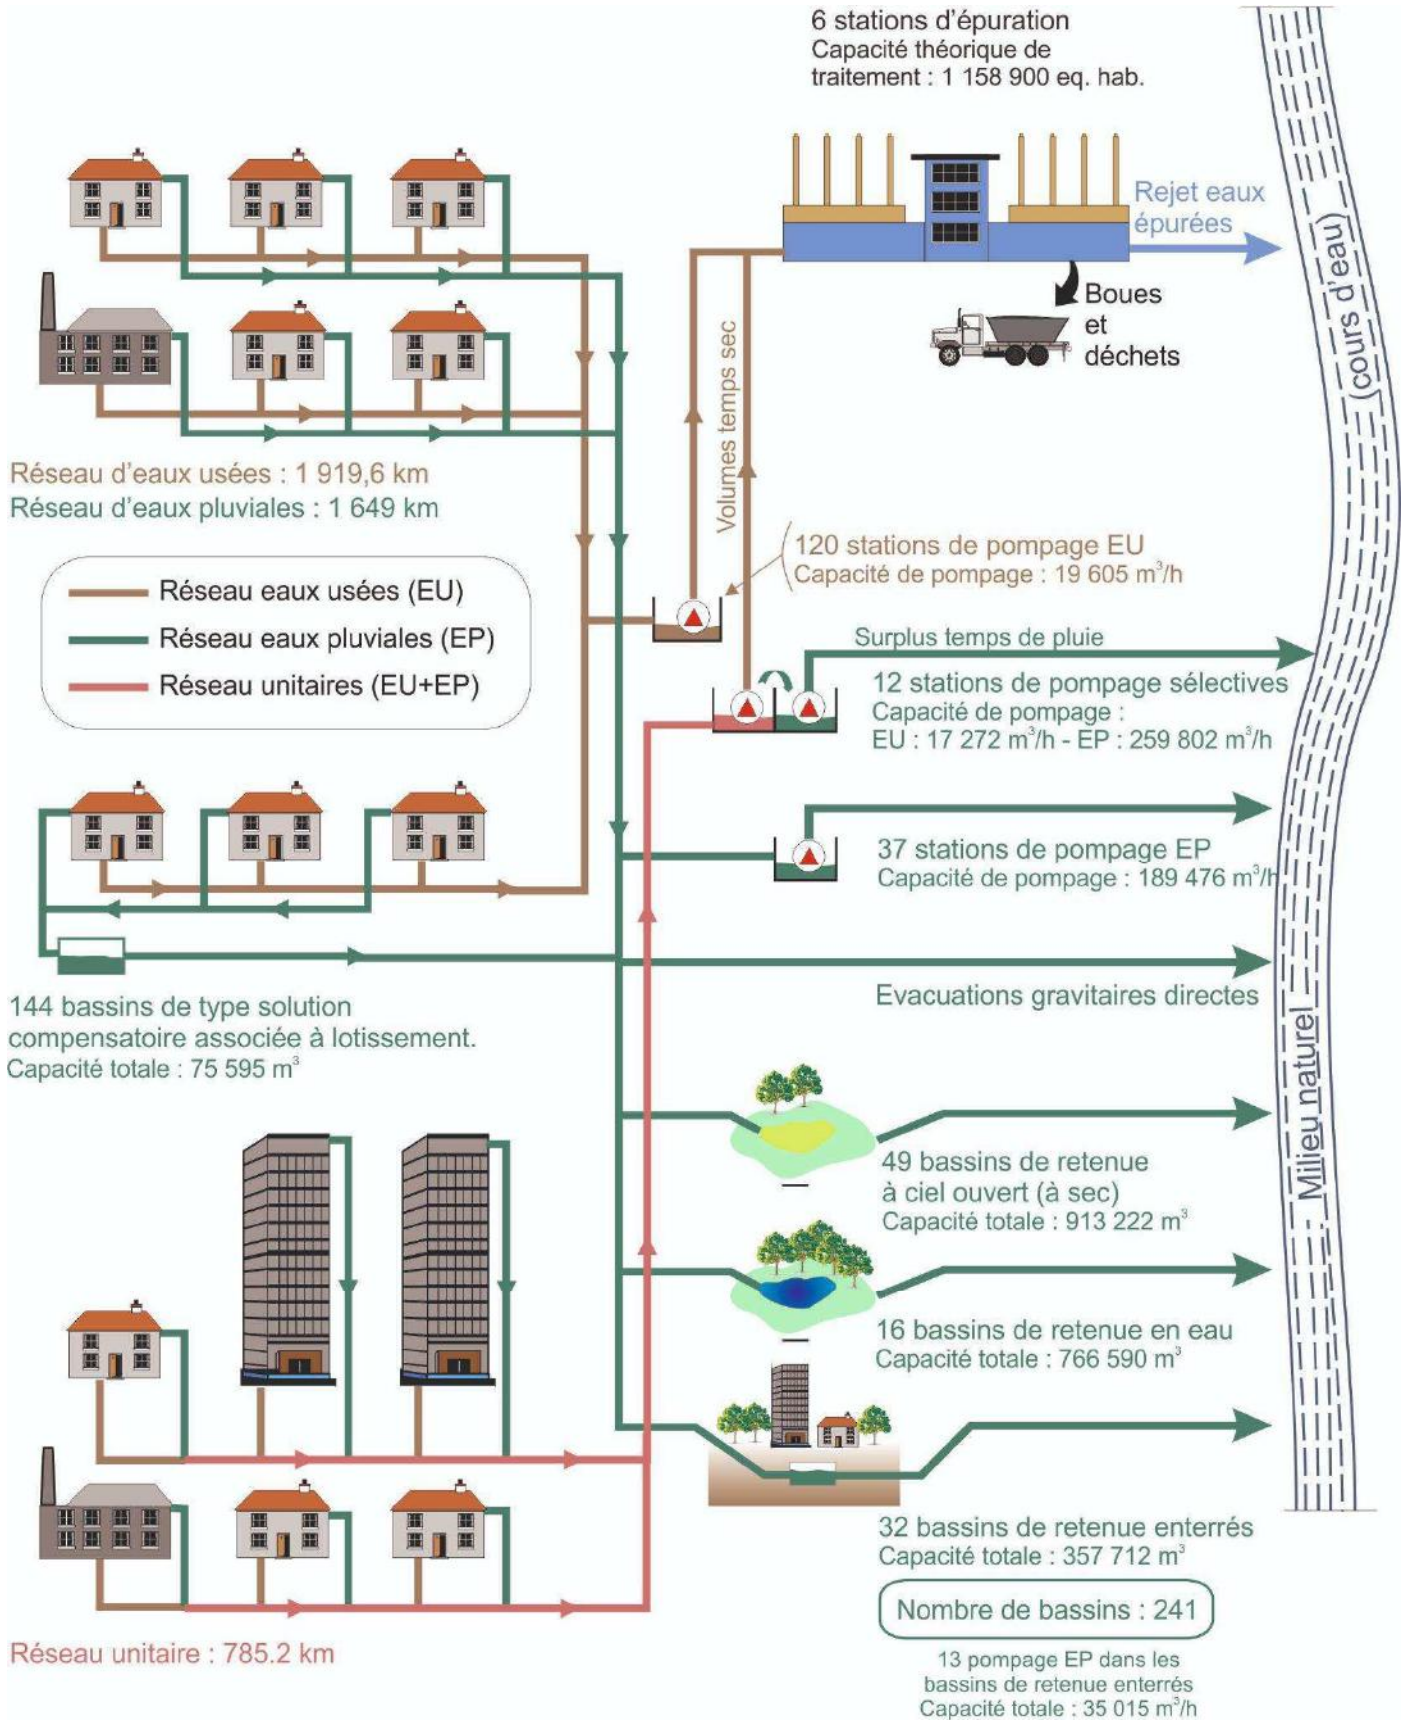 6 stations d'épuration
Capacité théorique de
traitement : 1 158 900 eq. hab.
Rejet eaux
épurées
Boues
et
déchets
(cours d'eau)
Volumes temps sec
Réseau d'eaux usées : 1 919,6 km
Réseau d'eaux pluviales : 1 649 km
120 stations de pompage EU
Capacité de pompage : 19 605 m³/h
Réseau eaux usées (EU)
Réseau eaux pluviales (EP)
Réseau unitaires (EU+EP)
Surplus temps de pluie
12 stations de pompage sélectives
Capacité de pompage :
EU : 17 272 m³/h - EP : 259 802 m³/h
37 stations de pompage EP
Capacité de pompage : 189 476 m³/h
Evacuations gravitaires directes
144 bassins de type solution
compensatoire associée à lotissement.
Capacité totale : 75 595 m³
Milieu naturel
49 bassins de retenue
à ciel ouvert (à sec)
Capacité totale : 913 222 m³
16 bassins de retenue en eau
Capacité totale : 766 590 m³
32 bassins de retenue enterrés
Capacité totale : 357 712 m³
Nombre de bassins : 241
Réseau unitaire : 785.2 km
13 pompage EP dans les
bassins de retenue enterrés
Capacité totale : 35 015 m³/h